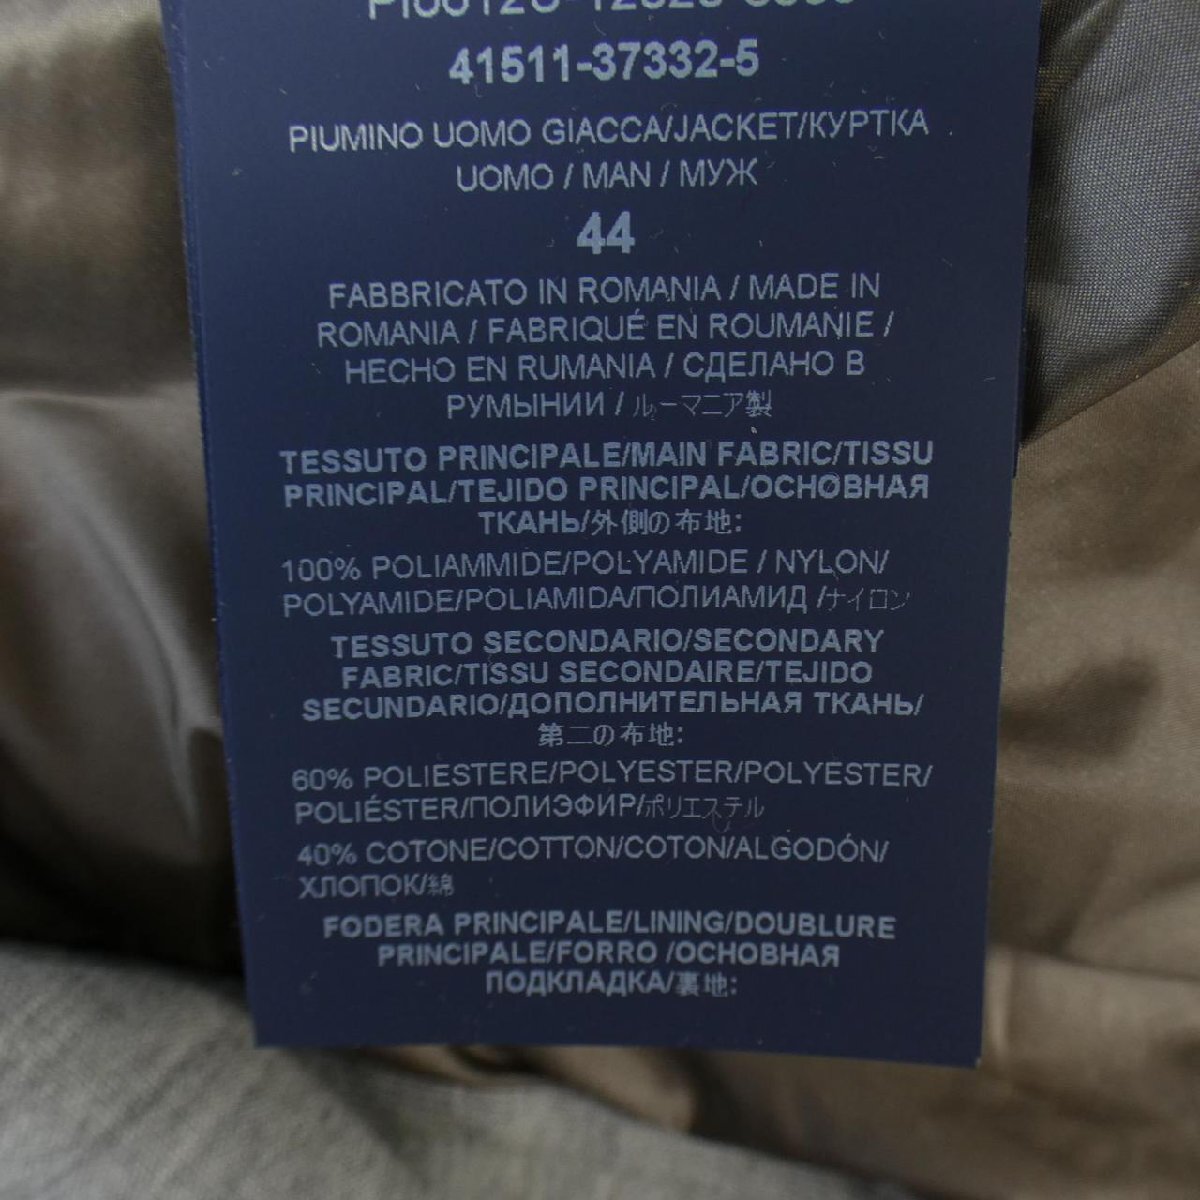 41511-37332-5
PIUMINO UOMO GIACCA/JACKET/КУРТКА
UOMO / MAN / МУЖ
44
FABBRICATO IN ROMANIA / MADE IN
ROMANIA / FABRIQUÉ EN ROUMANIE /
HECHO EN RUMANIA / СДЕЛАНО В
РУМЫНИИ / ルーマニア製
TESSUTO PRINCIPALE/MAIN FABRIC/TISSU
PRINCIPAL/TEJIDO PRINCIPAL/ОСНОВНАЯ
ТКАНЬ/外側の布地:
100% POLIAMMIDE/POLYAMIDE / NYLON/
POLYAMIDE/POLIAMIDA/ПОЛИАМИД /ナイロン
TESSUTO SECONDARIO/SECONDARY
FABRIC/TISSU SECONDAIRE/TEJIDO
SECUNDARIO/ДОПОЛНИТЕЛЬНАЯ ТКАНЬ/
第二の布地:
60% POLIESTERE/POLYESTER/POLYESTER/
POLIÉSTER/ПОЛИЭФИР/ポリエステル
40% COTONE/COTTON/COTON/ALGODÓN/
ХЛОПОК/綿
FODERA PRINCIPALE/LINING/DOUBLURE
PRINCIPALE/FORRO /ОСНОВНАЯ
ПОДКЛАДКА/裏地: